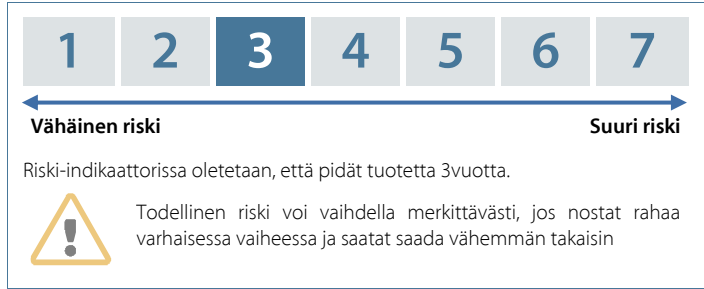 1 2 3 4 5 6 7
Vähäinen riski Suuri riski
Riski-indikaattorissa oletetaan, että pidät tuotetta 3vuotta.
Todellinen riski voi vaihdella merkittävästi, jos nostat rahaa
varhaisessa vaiheessa ja saatat saada vähemmän takaisin